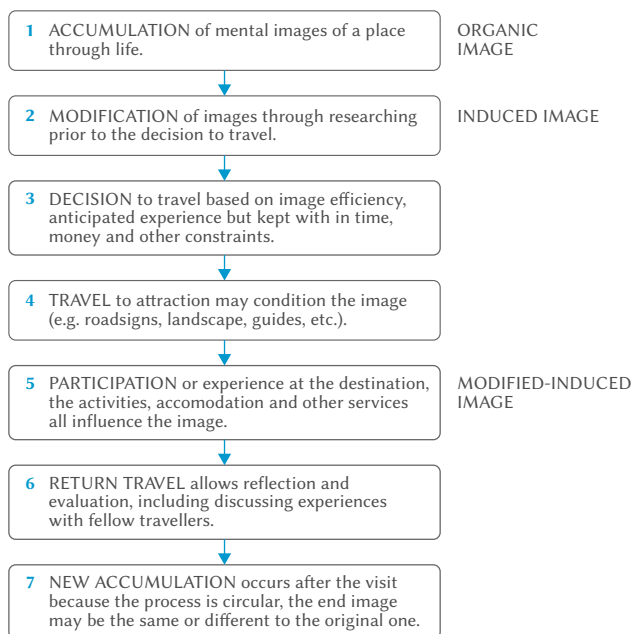 1 ACCUMULATION of mental images of a place
through life.
ORGANIC
IMAGE
2 MODIFICATION of images through researching
prior to the decision to travel.
INDUCED IMAGE
3 DECISION to travel based on image efficiency,
anticipated experience but kept with in time,
money and other constraints.
4 TRAVEL to attraction may condition the image
(e.g. roadsigns, landscape, guides, etc.).
5 PARTICIPATION or experience at the destination,
the activities, accomodation and other services
all influence the image.
MODIFIED-INDUCED
IMAGE
6 RETURN TRAVEL allows reflection and
evaluation, including discussing experiences
with fellow travellers.
7 NEW ACCUMULATION occurs after the visit
because the process is circular, the end image
may be the same or different to the original one.